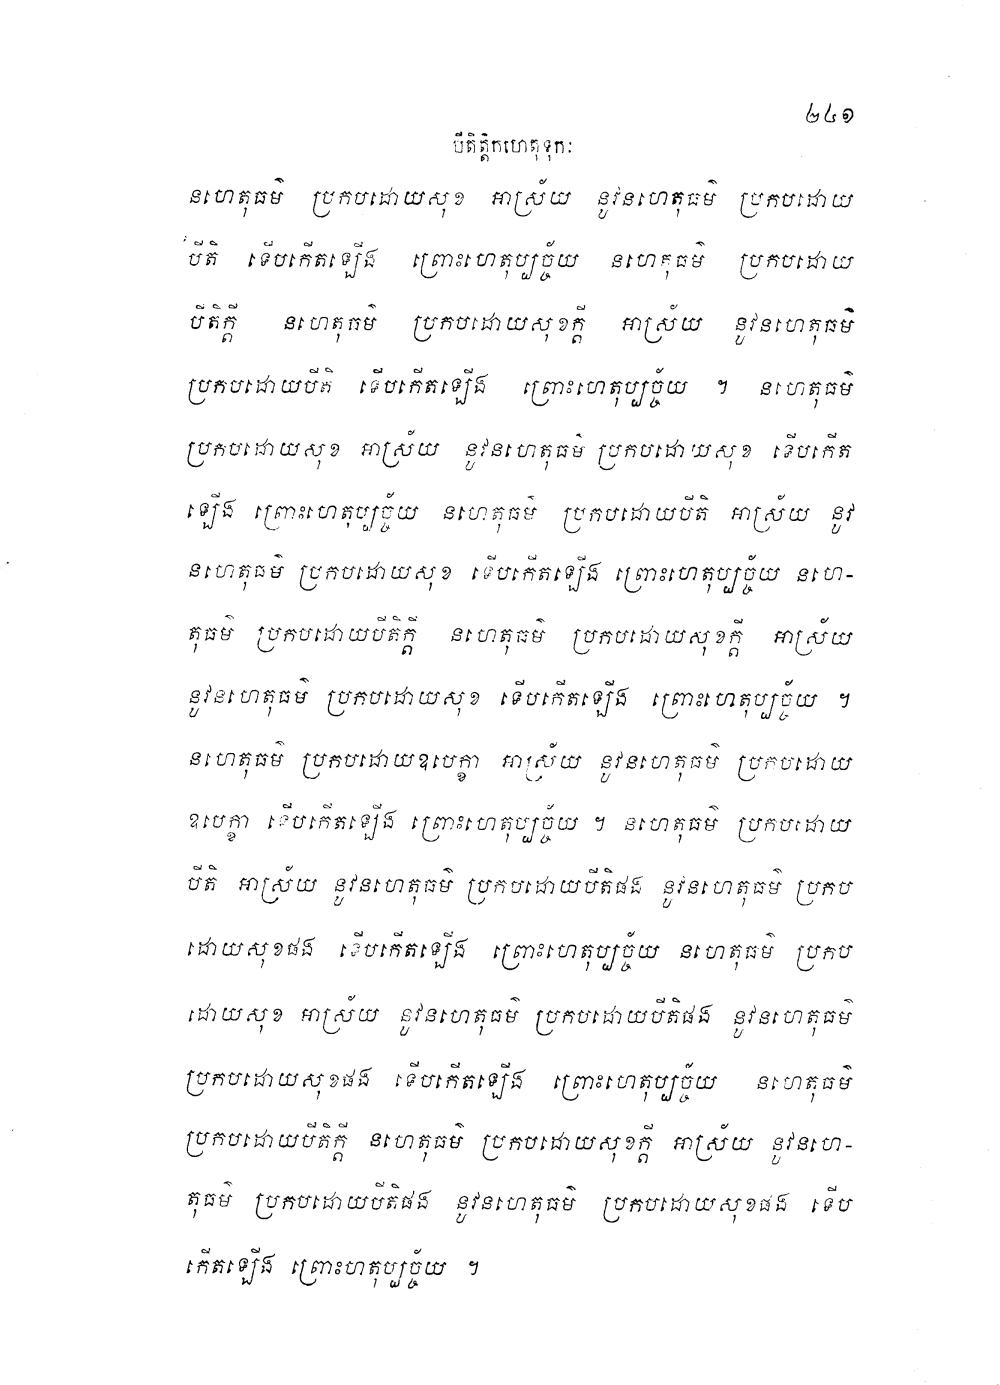 ២៤១
បីតិត្តិកហេតុទុកៈ
នហេតុធម៌ ប្រកបដោយសុខ អាស្រ័យ នូវនហេតុធម៌ ប្រកបដោយ
បីតិ ទើបកើតឡើង ព្រោះហេតុប្បច្ច័យ នហេតុធម៌ ប្រកបដោយ
បីតិក្តី នហេតុធម៌ ប្រកបដោយសុខក្តី អាស្រ័យ នូវនហេតុធម៌
ប្រកបដោយបីតិ ទើបកើតឡើង ព្រោះហេតុប្បច្ច័យ ។ នហេតុធម៌
ប្រកបដោយសុខ អាស្រ័យ នូវនហេតុធម៌ ប្រកបដោយសុខ ទើបកើត
ឡើង ព្រោះហេតុប្បច្ច័យ នហេតុធម៌ ប្រកបដោយបីតិ អាស្រ័យ នូវ
នហេតុធម៌ ប្រកបដោយសុខ ទើបកើតឡើង ព្រោះហេតុប្បច្ច័យ នហេ-
តុធម៌ ប្រកបដោយបីតិក្តី នហេតុធម៌ ប្រកបដោយសុខក្តី អាស្រ័យ
នូវនហេតុធម៌ ប្រកបដោយសុខ ទើបកើតឡើង ព្រោះហេតុប្បច្ច័យ ។
នហេតុធម៌ ប្រកបដោយឧបេក្ខា អាស្រ័យ នូវនហេតុធម៌ ប្រកបដោយ
ឧបេក្ខា ទើបកើតឡើង ព្រោះហេតុប្បច្ច័យ ។ នហេតុធម៌ ប្រកបដោយ
បីតិ អាស្រ័យ នូវនហេតុធម៌ ប្រកបដោយបីតិផង នូវនហេតុធម៌ ប្រកប
ដោយសុខផង ទើបកើតឡើង ព្រោះហេតុប្បច្ច័យ នហេតុធម៌ ប្រកប
ដោយសុខ អាស្រ័យ នូវនហេតុធម៌ ប្រកបដោយបីតិផង នូវនហេតុធម៌
ប្រកបដោយសុខផង ទើបកើតឡើង ព្រោះហេតុប្បច្ច័យ នហេតុធម៌
ប្រកបដោយបីតិក្តី នហេតុធម៌ ប្រកបដោយសុខក្តី អាស្រ័យ នូវនហេ-
តុធម៌ ប្រកបដោយបីតិផង នូវនហេតុធម៌ ប្រកបដោយសុខផង ទើប
កើតឡើង ព្រោះហតុប្បច្ច័យ ។